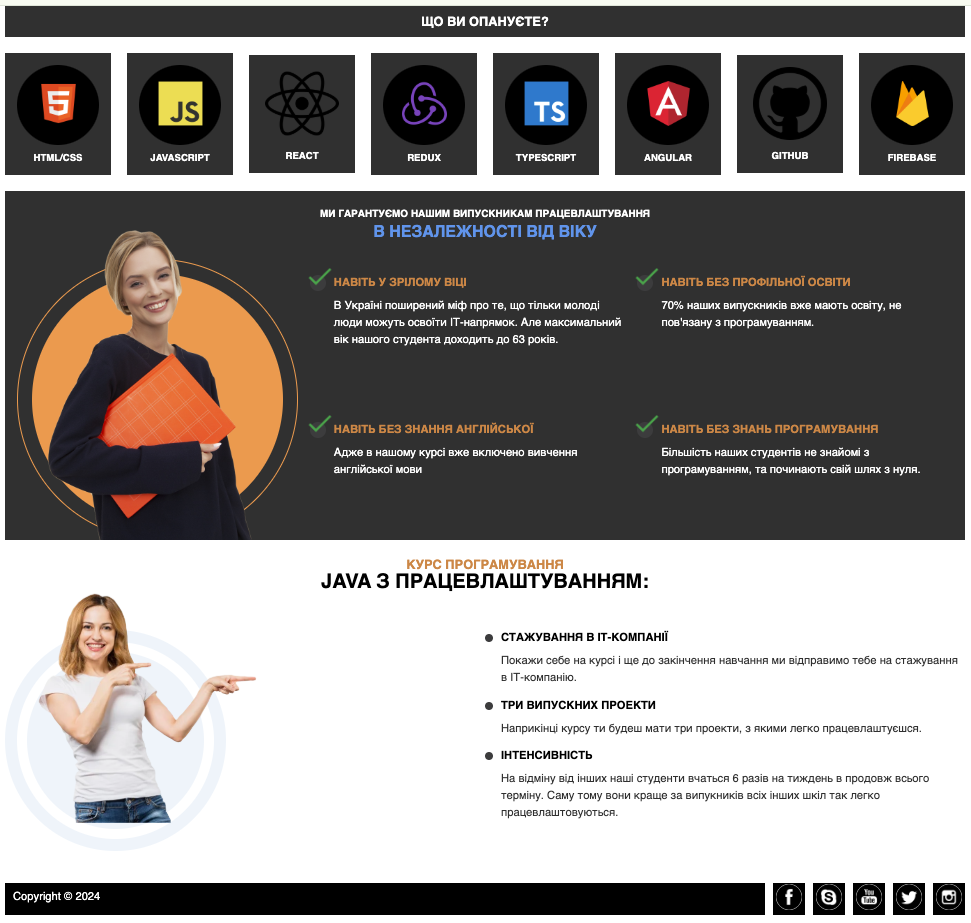 ЩО ВИ ОПАНУЄТЕ?
5
JS
TS
A
HTML/CSS
JAVASCRIPT
REACT
REDUX
TYPESCRIPT
ANGULAR
GITHUB
FIREBASE
МИ ГАРАНТУЄМО НАШИМ ВИПУСКНИКАМ ПРАЦЕВЛАШТУВАННЯ
В НЕЗАЛЕЖНОСТІ ВІД ВІКУ
НАВІТЬ У ЗРІЛОМУ ВІЦІ
В Україні поширений міф про те, що тільки молоді
люди можуть освоїти ІТ-напрямок. Але максимальний
вік нашого студента доходить до 63 років.
НАВІТЬ БЕЗ ПРОФІЛЬНОЇ ОСВІТИ
70% наших випускників вже мають освіту, не
пов'язану з програмуванням.
НАВІТЬ БЕЗ ЗНАННЯ АНГЛІЙСЬКОЇ
Адже в нашому курсі вже включено вивчення
англійської мови
НАВІТЬ БЕЗ ЗНАНЬ ПРОГРАМУВАННЯ
Більшість наших студентів не знайомі з
програмуванням, та починають свій шлях з нуля.
КУРС ПРОГРАМУВАННЯ
JAVA З ПРАЦЕВЛАШТУВАННЯМ:
СТАЖУВАННЯ В ІТ-КОМПАНІЇ
Покажи себе на курсі і ще до закінчення навчання ми відправимо тебе на стажування
в ІТ-компанію.
ТРИ ВИПУСКНИХ ПРОЕКТИ
Наприкінці курсу ти будеш мати три проекти, з якими легко працевлаштуєшся.
ІНТЕНСИВНІСТЬ
На відміну від інших наші студенти вчаться 6 разів на тиждень в продовж всього
терміну. Саму тому вони краще за випукників всіх інших шкіл так легко
працевлаштовуються.
Copyright © 2024
f
S
You
Tube